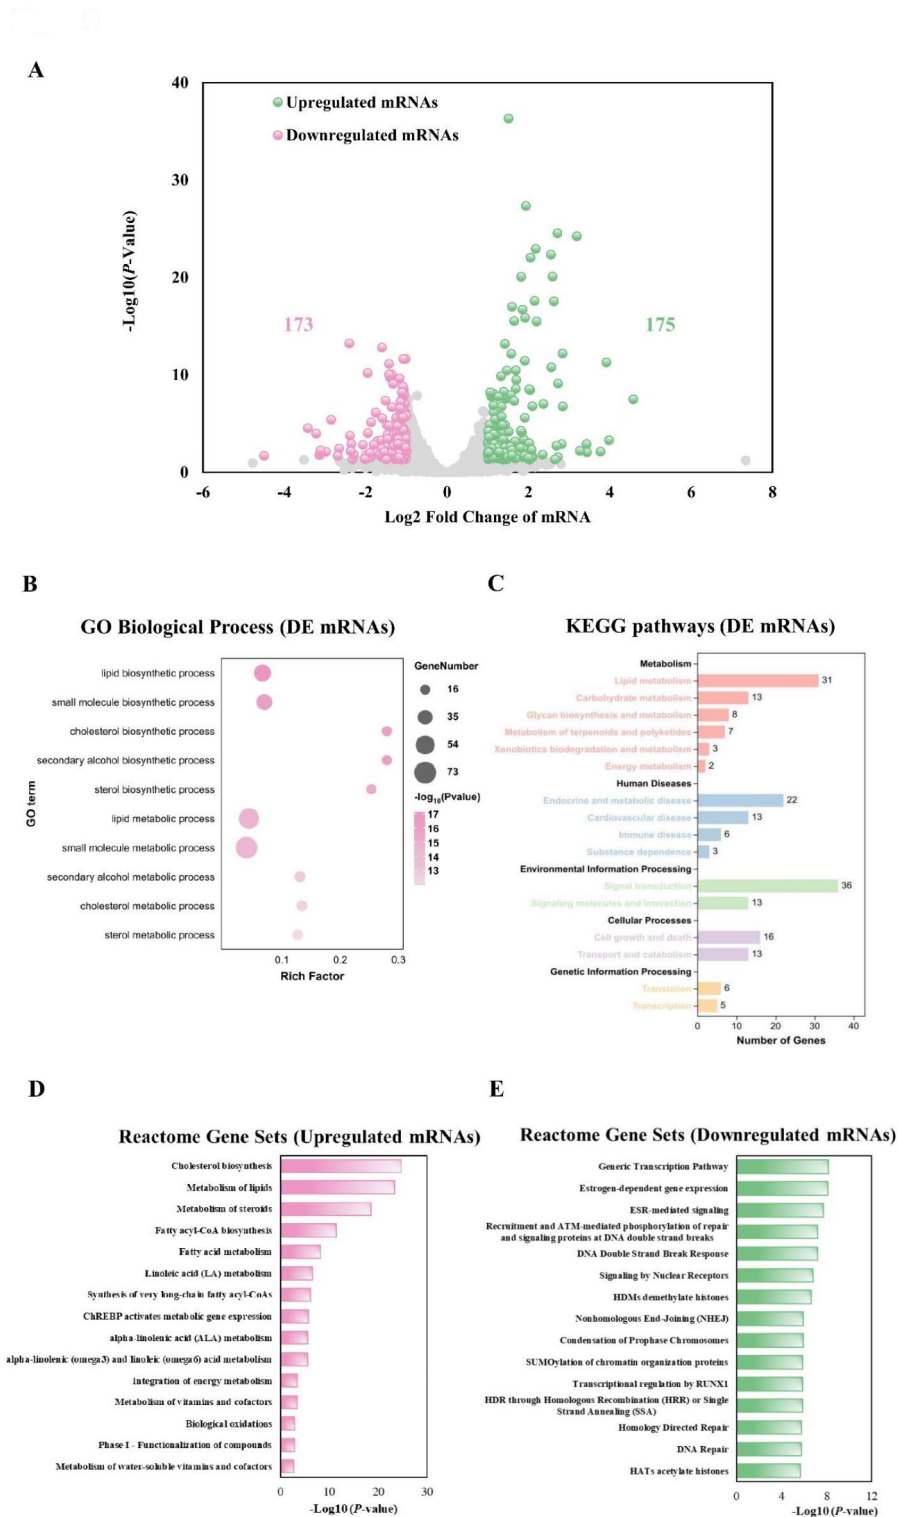 A
40
30
20
10
0
-Log10(P-Value)
Upregulated mRNAs
Downregulated mRNAs
173
175
-6 -4 -2 0 2 4 6 8
Log2 Fold Change of mRNA
B
GO Biological Process (DE mRNAs)
GO term
lipid biosynthetic process
small molecule biosynthetic process
cholesterol biosynthetic process
secondary alcohol biosynthetic process
sterol biosynthetic process
lipid metabolic process
small molecule metabolic process
secondary alcohol metabolic process
cholesterol metabolic process
sterol metabolic process
0.1 0.2 0.3
Rich Factor
GeneNumber
16
35
54
73
-log10(Pvalue)
17
16
15
14
13
C
KEGG pathways (DE mRNAs)
Metabolism
Lipid metabolism 31
Carbohydrate metabolism 13
Glycan biosynthesis and metabolism 8
Metabolism of terpenoids and polyketides 7
Xenobiotics biodegradation and metabolism 3
Energy metabolism 2
Human Diseases
Endocrine and metabolic disease 22
Cardiovascular disease 13
Immune disease 6
Substance dependence 3
Environmental Information Processing
Signal transduction 36
Signaling molecules and interaction 13
Cellular Processes
Cell growth and death 16
Transport and catabolism 13
Genetic Information Processing
Translation 6
Transcription 5
0 10 20 30 40
Number of Genes
D
Reactome Gene Sets (Upregulated mRNAs)
Cholesterol biosynthesis
Metabolism of lipids
Metabolism of steroids
Fatty acyl-CoA biosynthesis
Fatty acid metabolism
Linoleic acid (LA) metabolism
Synthesis of very long-chain fatty acyl-CoAs
ChREBP activates metabolic gene expression
alpha-linolenic acid (ALA) metabolism
alpha-linolenic (omega3) and linoleic (omega6) acid metabolism
Integration of energy metabolism
Metabolism of vitamins and cofactors
Biological oxidations
Phase I - Functionalization of compounds
Metabolism of water-soluble vitamins and cofactors
0 10 20 30
-Log10 (P-value)
E
Reactome Gene Sets (Downregulated mRNAs)
Generic Transcription Pathway
Estrogen-dependent gene expression
ESR-mediated signaling
Recruitment and ATM-mediated phosphorylation of repair
and signaling proteins at DNA double strand breaks
DNA Double Strand Break Response
Signaling by Nuclear Receptors
HDMs demethylate histones
Nonhomologous End-Joining (NHEJ)
Condensation of Prophase Chromosomes
SUMOylation of chromatin organization proteins
Transcriptional regulation by RUNX1
HDR through Homologous Recombination (HRR) or Single
Strand Annealing (SSA)
Homology Directed Repair
DNA Repair
HATs acetylate histones
0 4 8 12
-Log10 (P-value)